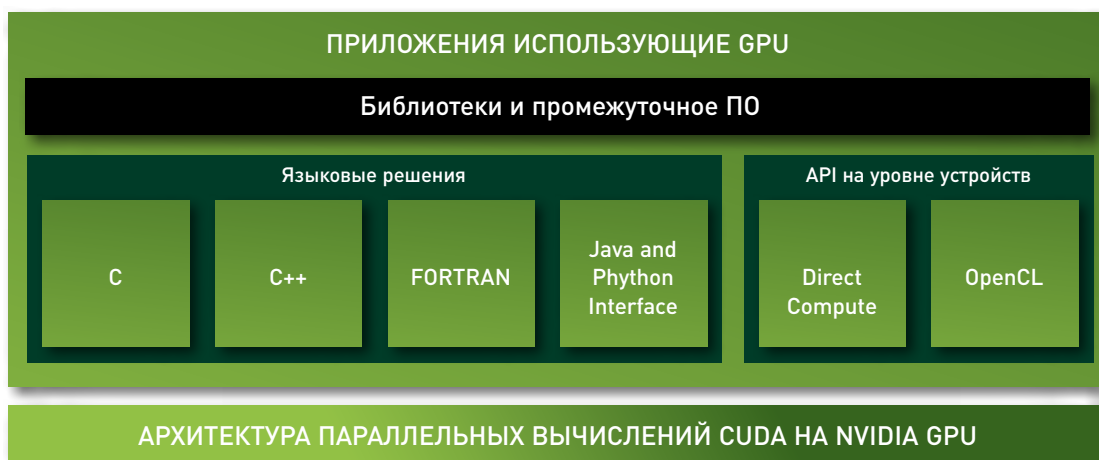 ПРИЛОЖЕНИЯ ИСПОЛЬЗУЮЩИЕ GPU
Библиотеки и промежуточное ПО
Языковые решения
C
C++
FORTRAN
Java and
Phython
Interface
API на уровне устройств
Direct
Compute
OpenCL
АРХИТЕКТУРА ПАРАЛЛЕЛЬНЫХ ВЫЧИСЛЕНИЙ CUDA НА NVIDIA GPU